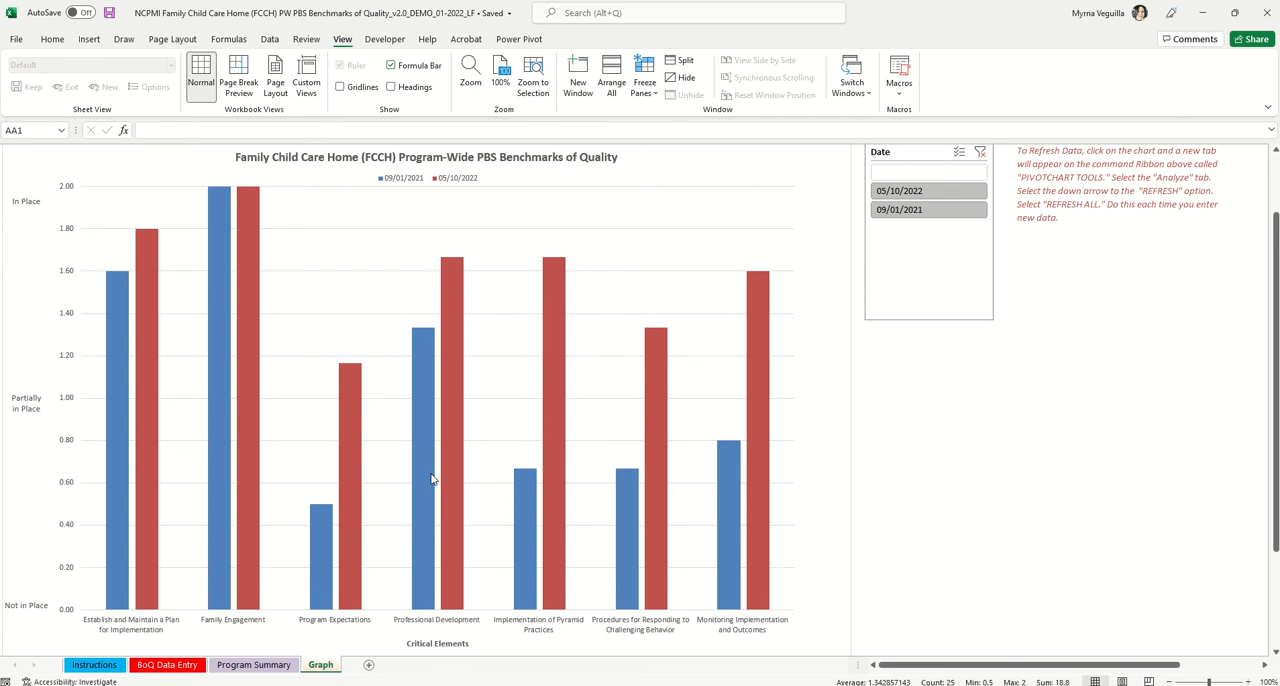 AutoSave Off NCPMI Family Child Care Home (FCCH) PW PBS Benchmarks of Quality_v2.0_DEMO_01-2022_LF • Saved Search (Alt+Q) Myrna Veguilla
File Home Insert Draw Page Layout Formulas Data Review View Developer Help Acrobat Power Pivot Comments Share
Default
Keep Exit New Options
Sheet View
Normal
Page Break Preview
Page Layout
Custom Views
Workbook Views
Ruler Formula Bar
Gridlines Headings
Show
Zoom
100
100%
Zoom to Selection
Zoom
New Window
Arrange All
Freeze Panes
Split
Hide
Unhide
View Side by Side
Synchronous Scrolling
Reset Window Position
Switch Windows
Window
Macros
Macros
AA1 fx
Family Child Care Home (FCCH) Program-Wide PBS Benchmarks of Quality
09/01/2021 05/10/2022
2.00
In Place
1.80
1.60
1.40
1.20
1.00
Partially
in Place
0.80
0.60
0.40
0.20
0.00
Not in Place
Establish and Maintain a Plan
for Implementation
Family Engagement
Program Expectations
Professional Development
Implementation of Pyramid
Practices
Procedures for Responding to
Challenging Behavior
Monitoring Implementation
and Outcomes
Critical Elements
Date
05/10/2022
09/01/2021
To Refresh Data, click on the chart and a new tab
will appear on the command Ribbon above called
"PIVOTCHART TOOLS." Select the "Analyze" tab.
Select the down arrow to the "REFRESH" option.
Select "REFRESH ALL." Do this each time you enter
new data.
Instructions BoQ Data Entry Program Summary Graph
Accessibility: Investigate Average: 1.342857143 Count: 25 Min: 0.5 Max: 2 Sum: 18.8 100%